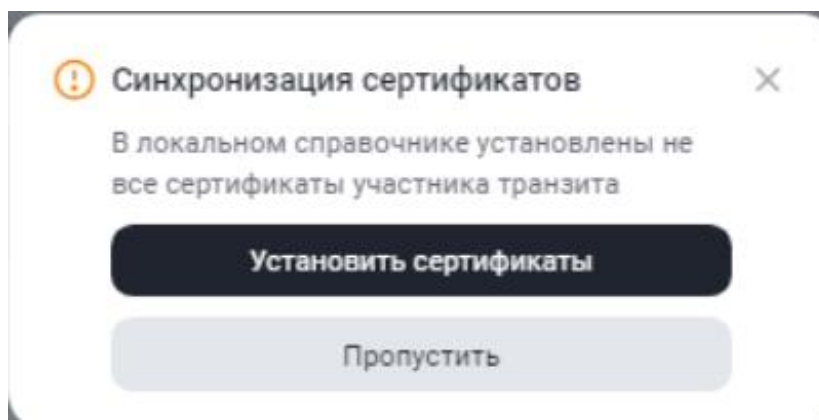 Синхронизация сертификатов
В локальном справочнике установлены не
все сертификаты участника транзита
Установить сертификаты
Пропустить